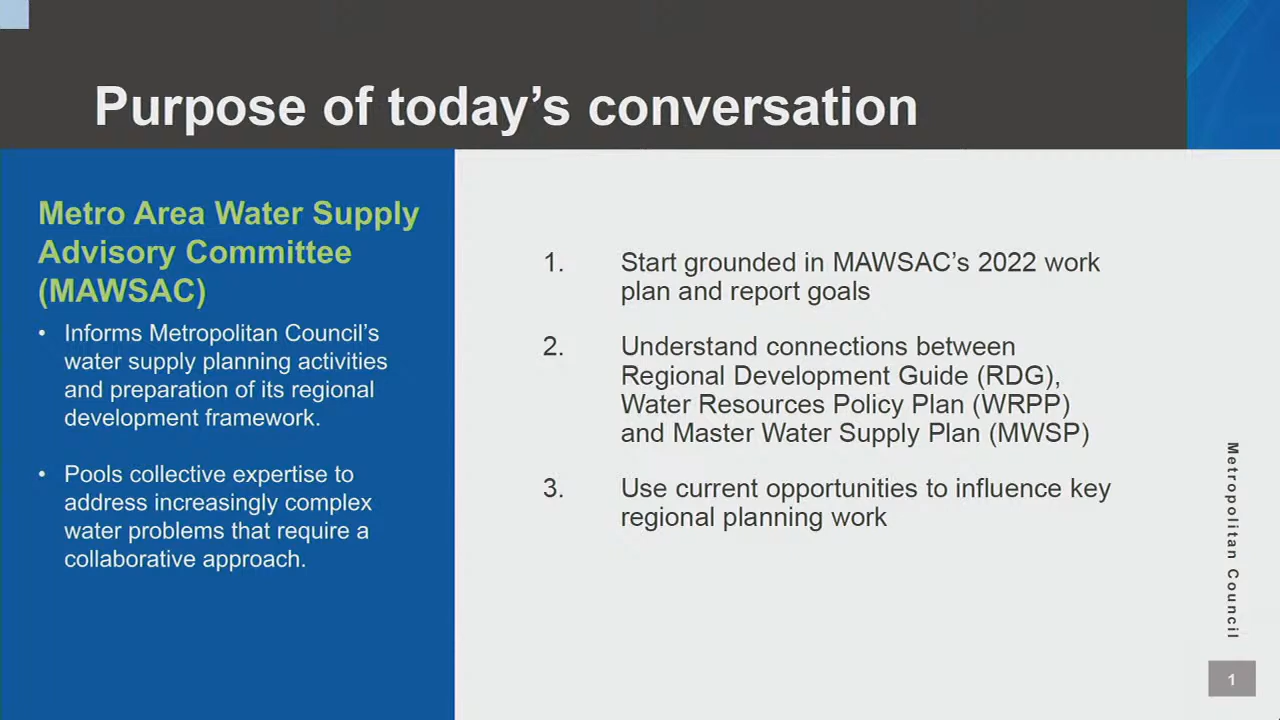 Purpose of today's conversation
Metro Area Water Supply
Advisory Committee
(MAWSAC)
• Informs Metropolitan Council's
water supply planning activities
and preparation of its regional
development framework.
• Pools collective expertise to
address increasingly complex
water problems that require a
collaborative approach.
1. Start grounded in MAWSAC's 2022 work
plan and report goals
2. Understand connections between
Regional Development Guide (RDG),
Water Resources Policy Plan (WRPP)
and Master Water Supply Plan (MWSP)
3. Use current opportunities to influence key
regional planning work
Metropolitan Council
1